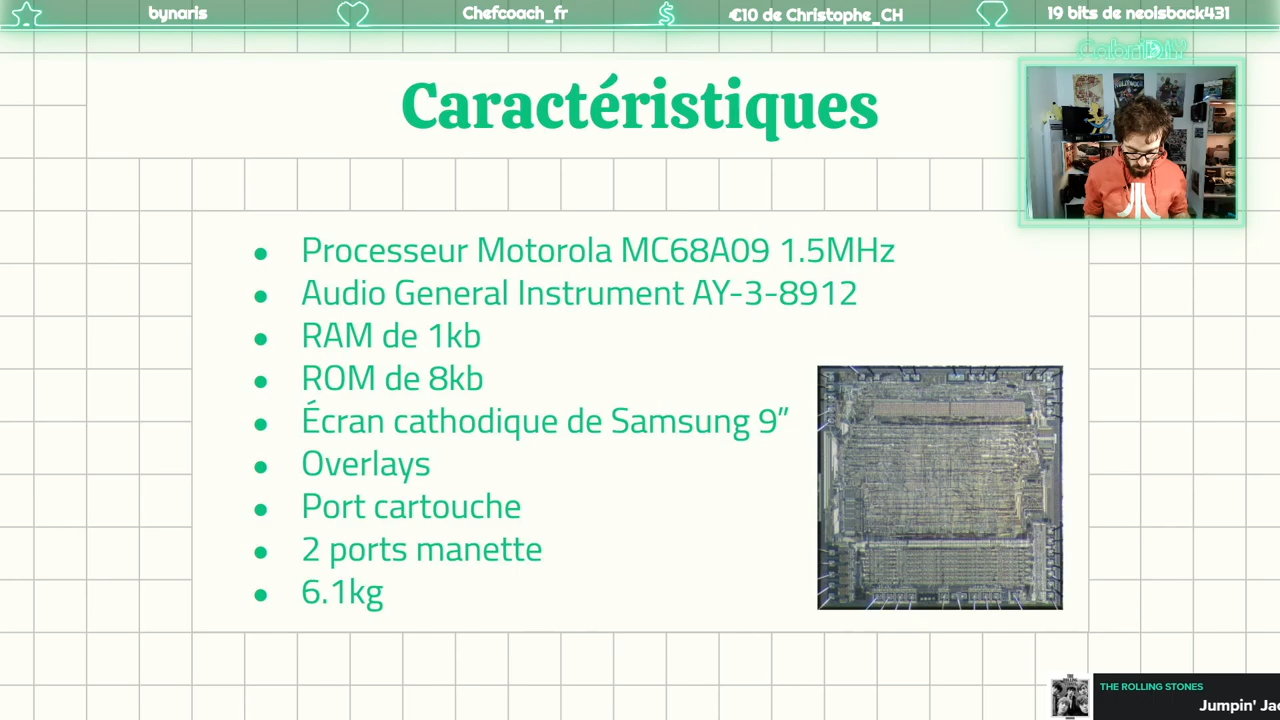 bynaris
Chefcoach_fr
€10 de Christophe_CH
19 bits de neoisback431
Caractéristiques
• Processeur Motorola MC68A09 1.5MHz
• Audio General Instrument AY-3-8912
• RAM de 1kb
• ROM de 8kb
• Écran cathodique de Samsung 9”
• Overlays
• Port cartouche
• 2 ports manette
• 6.1kg
THE ROLLING STONES
Jumpin' Jac